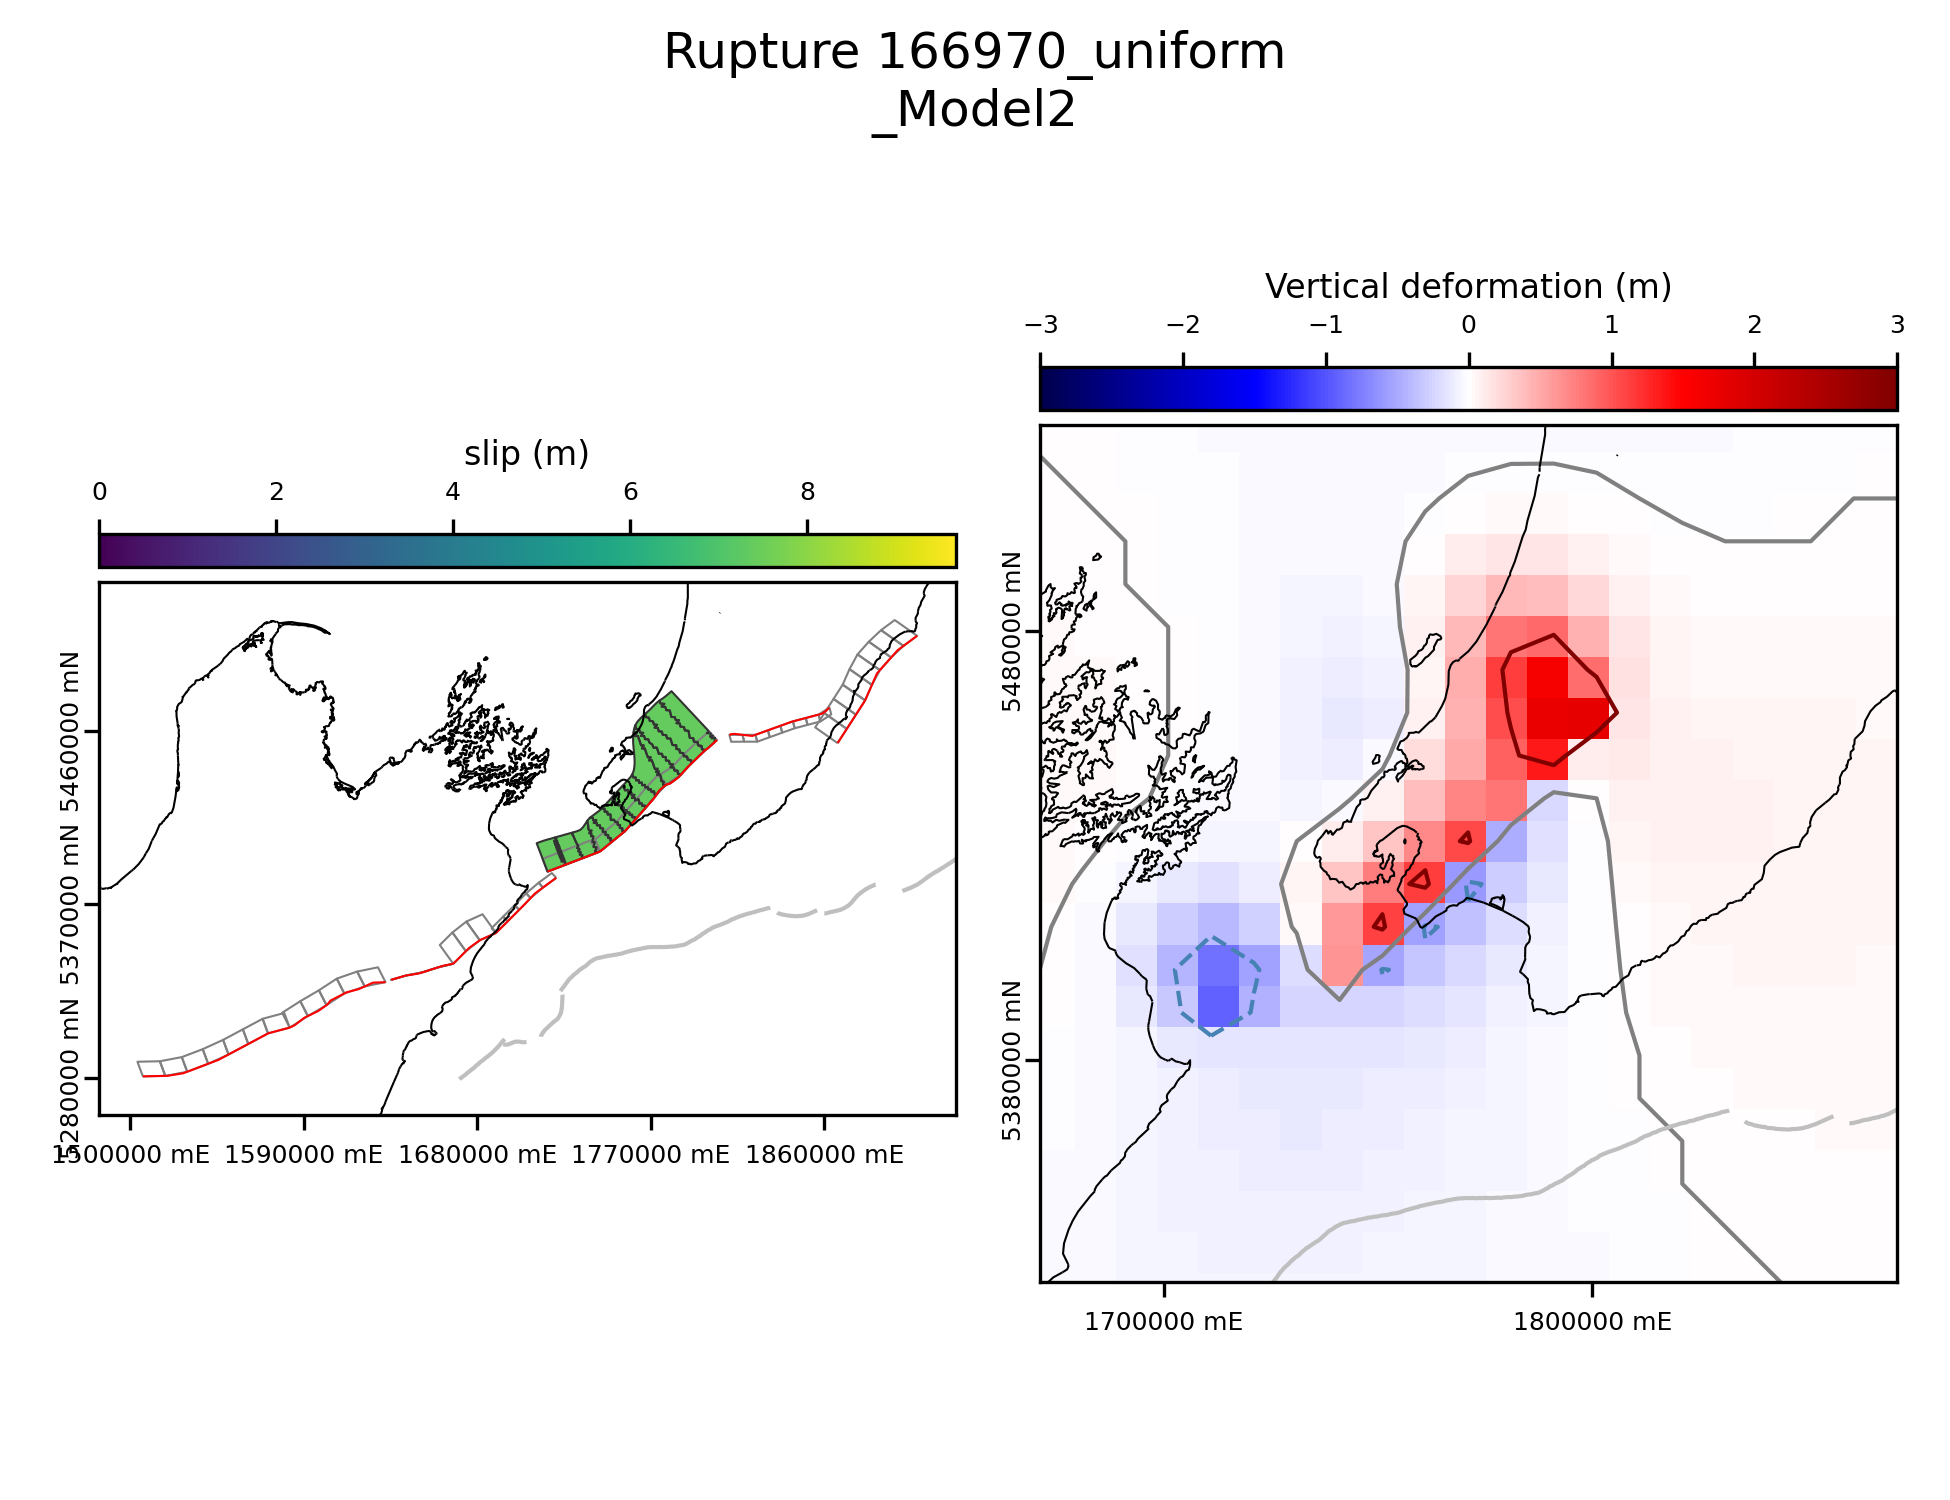 Rupture 166970_uniform
_Model2
slip (m)
0 2 4 6 8
5460000 mN
5370000 mN
5280000 mN
1500000 mE 1590000 mE 1680000 mE 1770000 mE 1860000 mE
Vertical deformation (m)
−3 −2 −1 0 1 2 3
5480000 mN
5380000 mN
1700000 mE 1800000 mE